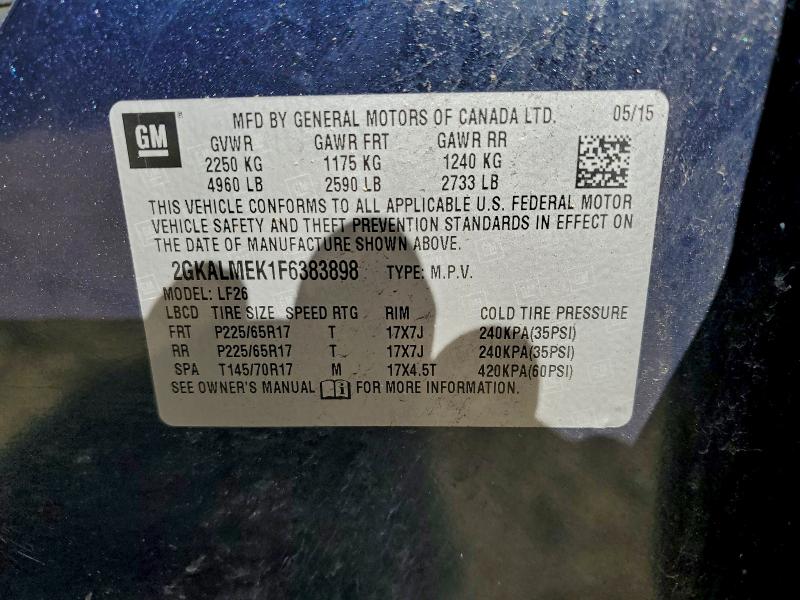 GM
MFD BY GENERAL MOTORS OF CANADA LTD. 05/15
GVWR GAWR FRT GAWR RR
2250 KG 1175 KG 1240 KG
4960 LB 2590 LB 2733 LB
THIS VEHICLE CONFORMS TO ALL APPLICABLE U.S. FEDERAL MOTOR
VEHICLE SAFETY AND THEFT PREVENTION STANDARDS IN EFFECT ON
THE DATE OF MANUFACTURE SHOWN ABOVE.
2GKALMEK1F6383898 TYPE: M.P.V.
MODEL: LF26
LBCD TIRE SIZE SPEED RTG RIM COLD TIRE PRESSURE
FRT P225/65R17 T 17X7J 240KPA(35PSI)
RR P225/65R17 T 17X7J 240KPA(35PSI)
SPA T145/70R17 M 17X4.5T 420KPA(60PSI)
SEE OWNER'S MANUAL FOR MORE INFORMATION.